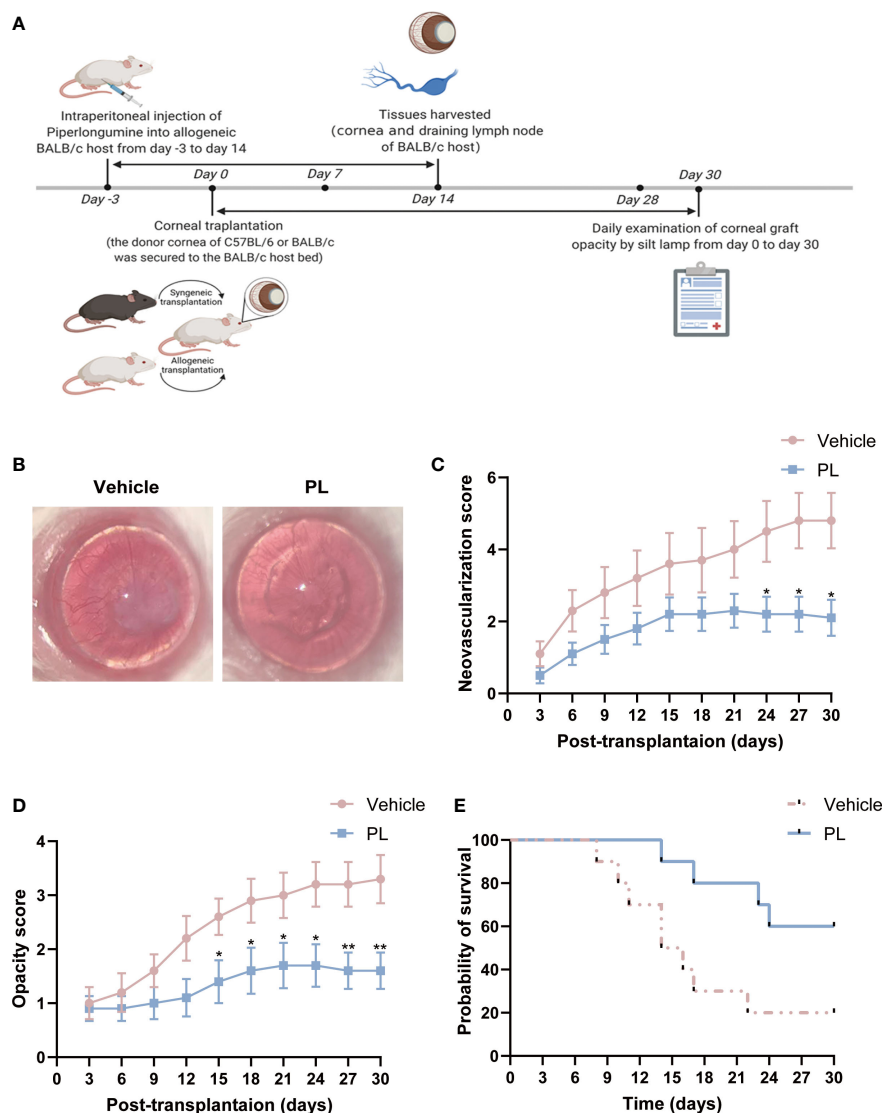 A
Intraperitoneal injection of
Piperlongumine into allogeneic
BALB/c host from day -3 to day 14
Tissues harvested
(cornea and draining lymph node
of BALB/c host)
Day 0
Day 7
Day 30
Day -3
Day 14
Day 28
Corneal traplantation
(the donor cornea of C57BL/6 or BALB/c
was secured to the BALB/c host bed)
Daily examination of corneal graft
opacity by silt lamp from day 0 to day 30
Syngeneic
transplantation
Allogeneic
transplantation
B
Vehicle
PL
C
Vehicle
PL
Neovascularization score
6
4
2
0
* * *
0 3 6 9 12 15 18 21 24 27 30
Post-transplantaion (days)
D
Vehicle
PL
Opacity score
4
3
2
1
0
* * * * ** **
0 3 6 9 12 15 18 21 24 27 30
Post-transplantaion (days)
E
Vehicle
PL
Probability of survival
100
80
60
40
20
0
0 3 6 9 12 15 18 21 24 27 30
Time (days)